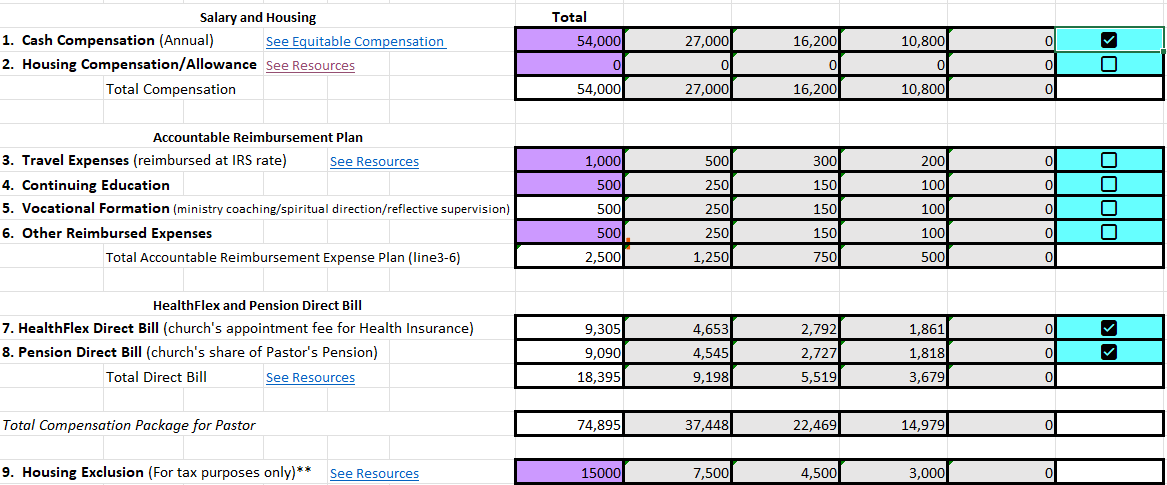 Salary and Housing Total
1. Cash Compensation (Annual) See Equitable Compensation 54,000 27,000 16,200 10,800 0
2. Housing Compensation/Allowance See Resources 0 0 0 0 0
Total Compensation 54,000 27,000 16,200 10,800 0
Accountable Reimbursement Plan
3. Travel Expenses (reimbursed at IRS rate) See Resources 1,000 500 300 200 0
4. Continuing Education 500 250 150 100 0
5. Vocational Formation (ministry coaching/spiritual direction/reflective supervision) 500 250 150 100 0
6. Other Reimbursed Expenses 500 250 150 100 0
Total Accountable Reimbursement Expense Plan (line3-6) 2,500 1,250 750 500 0
HealthFlex and Pension Direct Bill
7. HealthFlex Direct Bill (church's appointment fee for Health Insurance) 9,305 4,653 2,792 1,861 0
8. Pension Direct Bill (church's share of Pastor's Pension) 9,090 4,545 2,727 1,818 0
Total Direct Bill See Resources 18,395 9,198 5,519 3,679 0
Total Compensation Package for Pastor 74,895 37,448 22,469 14,979 0
9. Housing Exclusion (For tax purposes only)** See Resources 15000 7,500 4,500 3,000 0